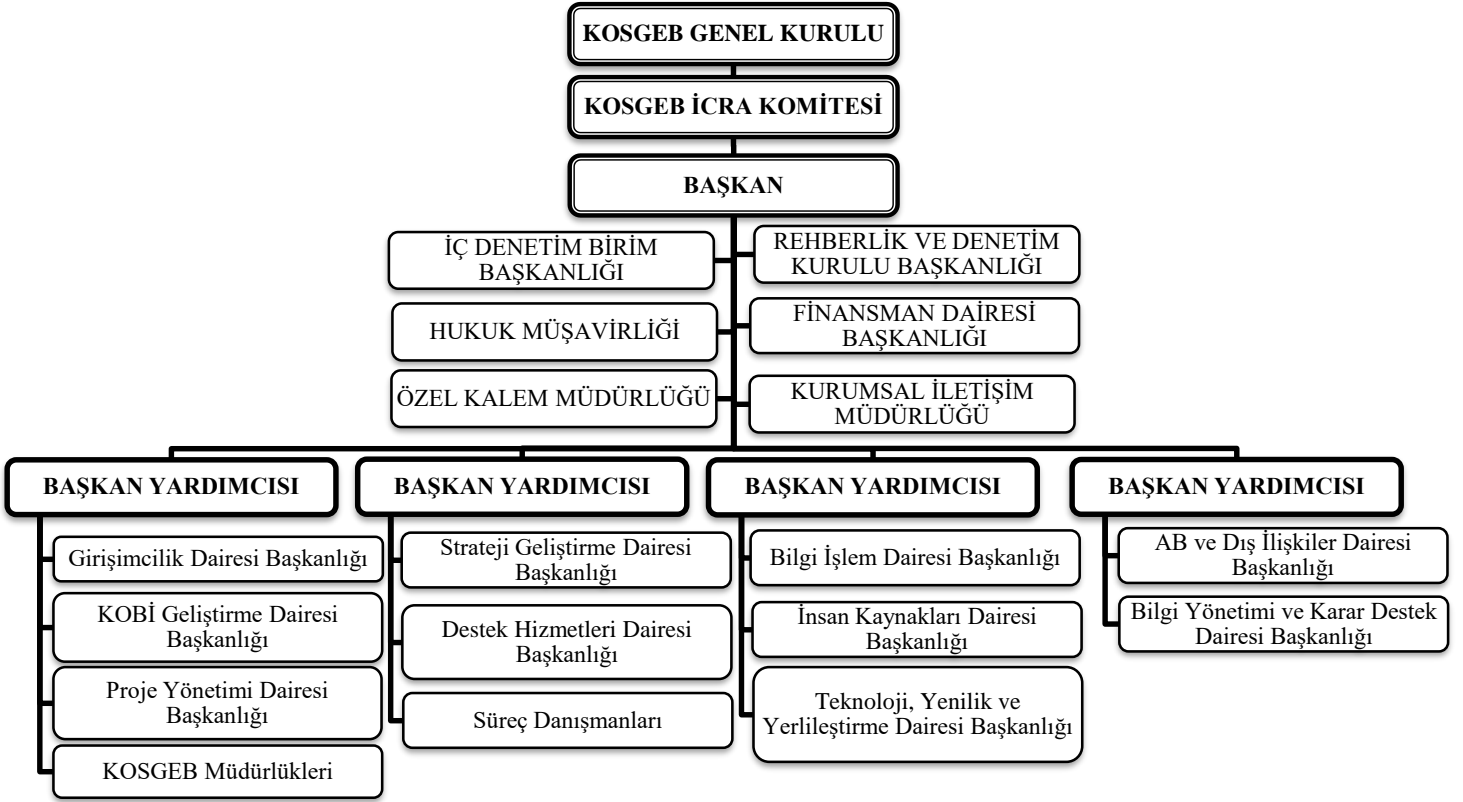 KOSGEB GENEL KURULU
KOSGEB İCRA KOMİTESİ
BAŞKAN
İÇ DENETİM BİRİM
BAŞKANLIĞI
REHBERLİK VE DENETİM
KURULU BAŞKANLIĞI
HUKUK MÜŞAVİRLİĞİ
FİNANSMAN DAİRESİ
BAŞKANLIĞI
ÖZEL KALEM MÜDÜRLÜĞÜ
KURUMSAL İLETİŞİM
MÜDÜRLÜĞÜ
BAŞKAN YARDIMCISI
Girişimcilik Dairesi Başkanlığı
KOBİ Geliştirme Dairesi
Başkanlığı
Proje Yönetimi Dairesi
Başkanlığı
KOSGEB Müdürlükleri
BAŞKAN YARDIMCISI
Strateji Geliştirme Dairesi
Başkanlığı
Destek Hizmetleri Dairesi
Başkanlığı
Süreç Danışmanları
BAŞKAN YARDIMCISI
Bilgi İşlem Dairesi Başkanlığı
İnsan Kaynakları Dairesi
Başkanlığı
Teknoloji, Yenilik ve
Yerlileştirme Dairesi Başkanlığı
BAŞKAN YARDIMCISI
AB ve Dış İlişkiler Dairesi
Başkanlığı
Bilgi Yönetimi ve Karar Destek
Dairesi Başkanlığı